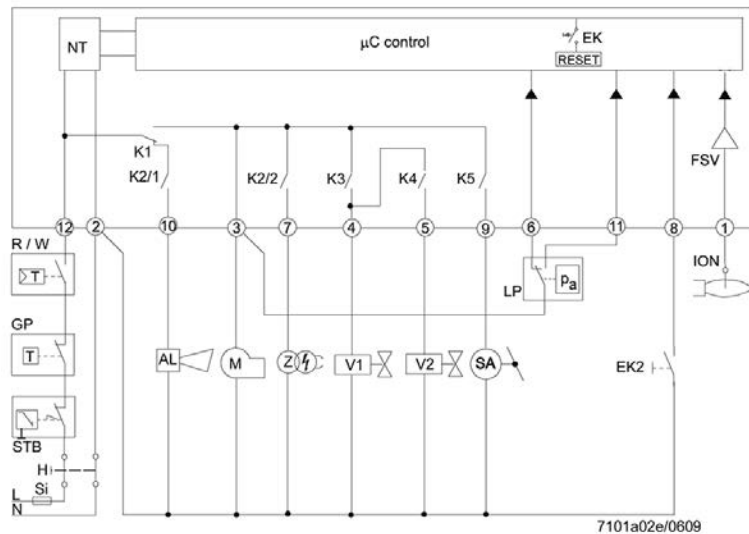 NT
µC control
EK
RESET
FSV
K1
K2/1
K2/2
K3
K4
K5
12
2
10
3
7
4
5
9
6
11
8
1
R / W
T
GP
T
STB
H
L
Si
N
AL
M
Z
V1
V2
SA
LP
pa
ION
EK2
7101a02e/0609